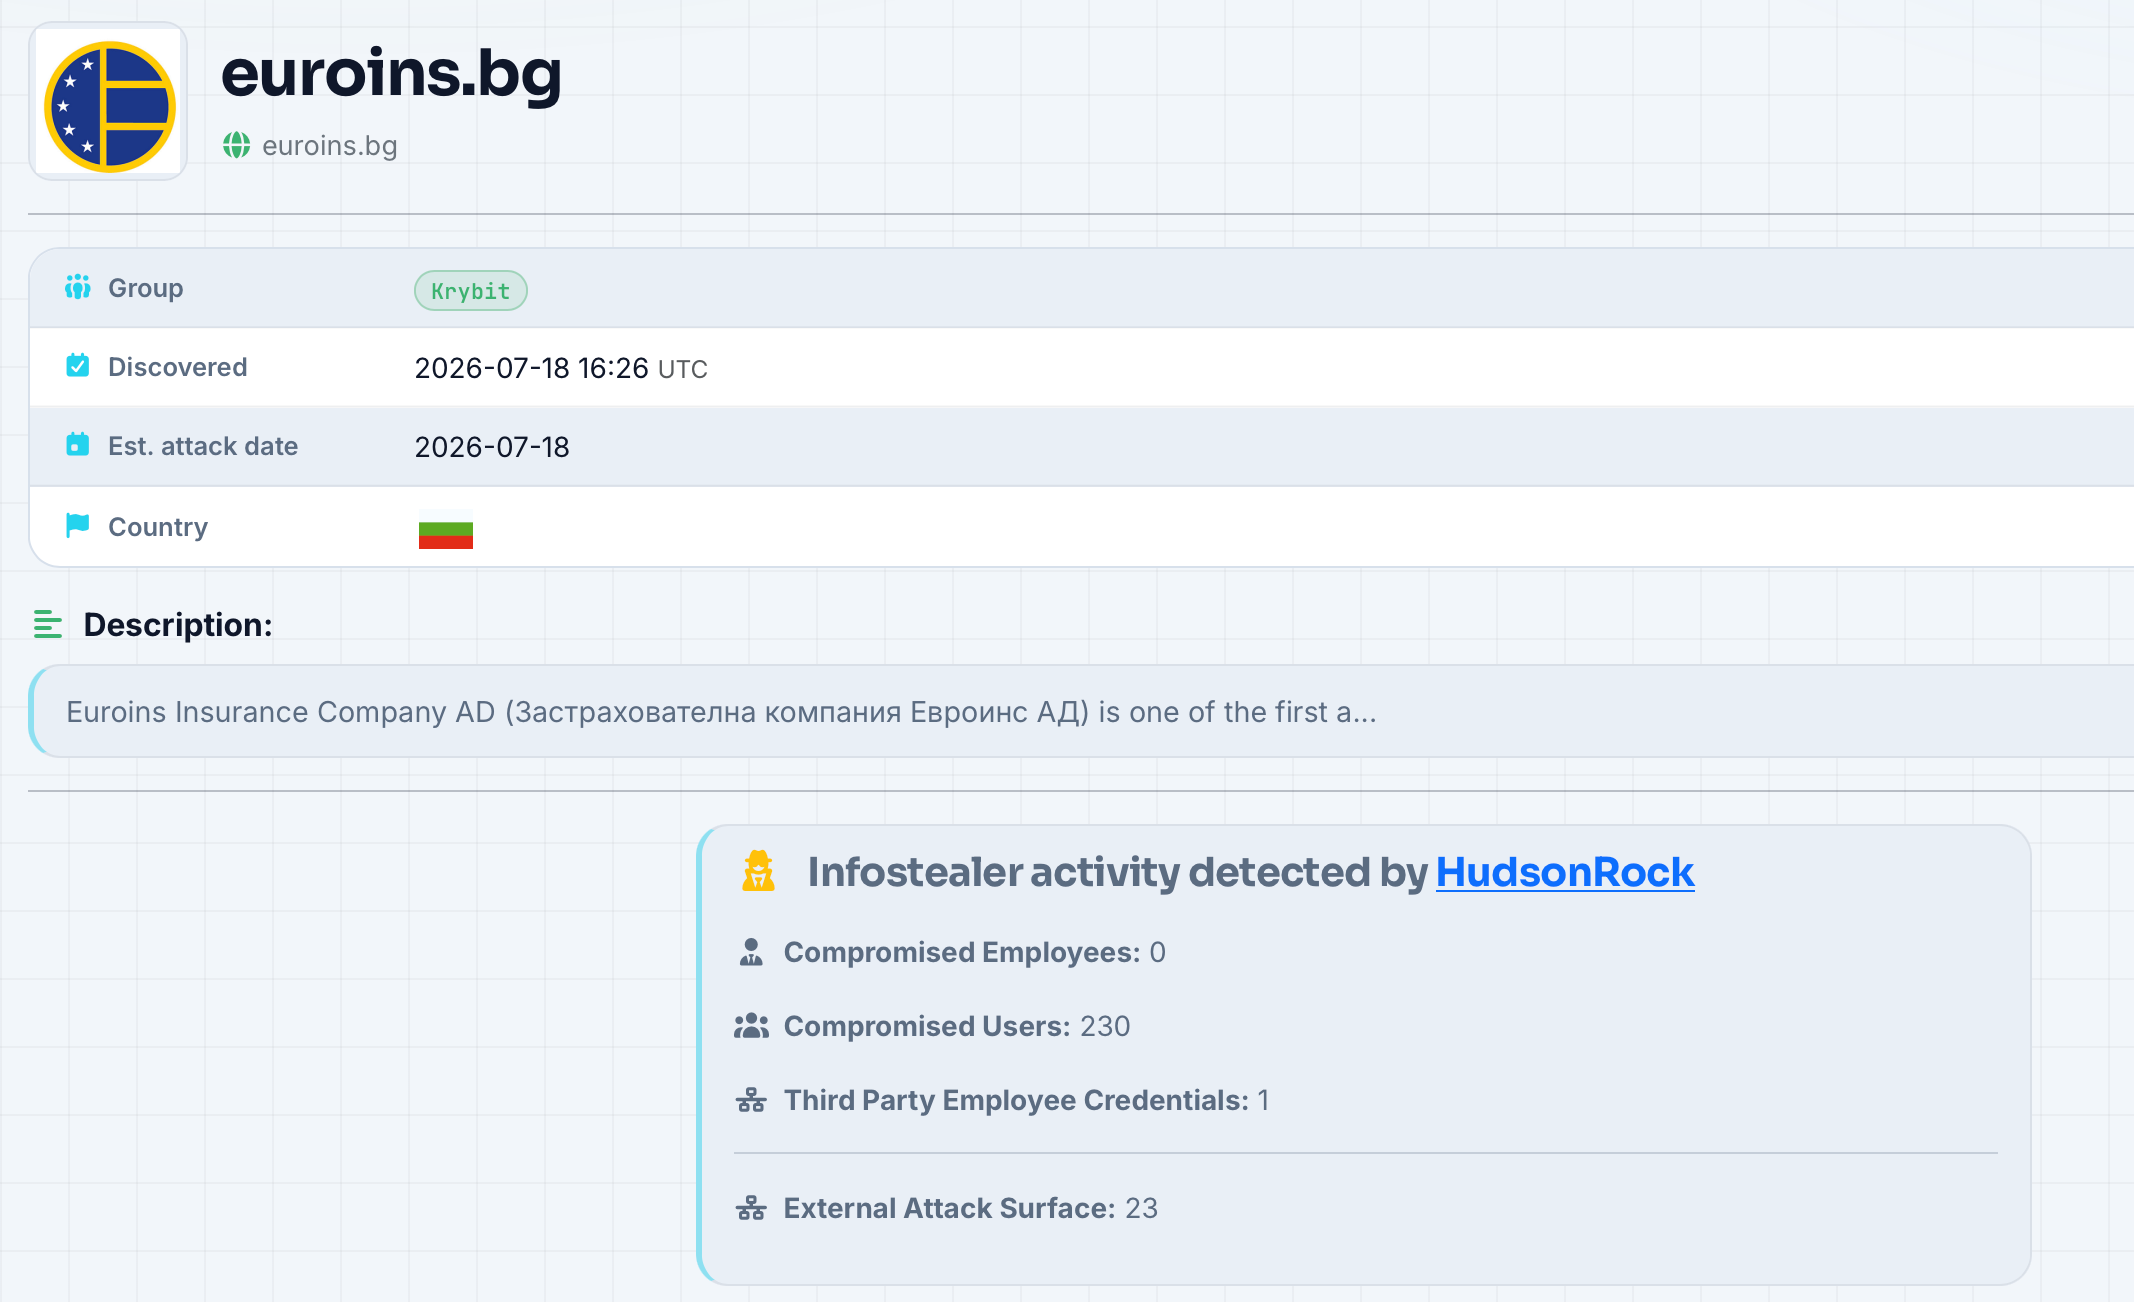 euroins.bg
euroins.bg
Group Krybit
Discovered 2026-07-18 16:26 UTC
Est. attack date 2026-07-18
Country
Description:
Euroins Insurance Company AD (Застрахователна компания Евроинс АД) is one of the first a...
Infostealer activity detected by HudsonRock
Compromised Employees: 0
Compromised Users: 230
Third Party Employee Credentials: 1
External Attack Surface: 23